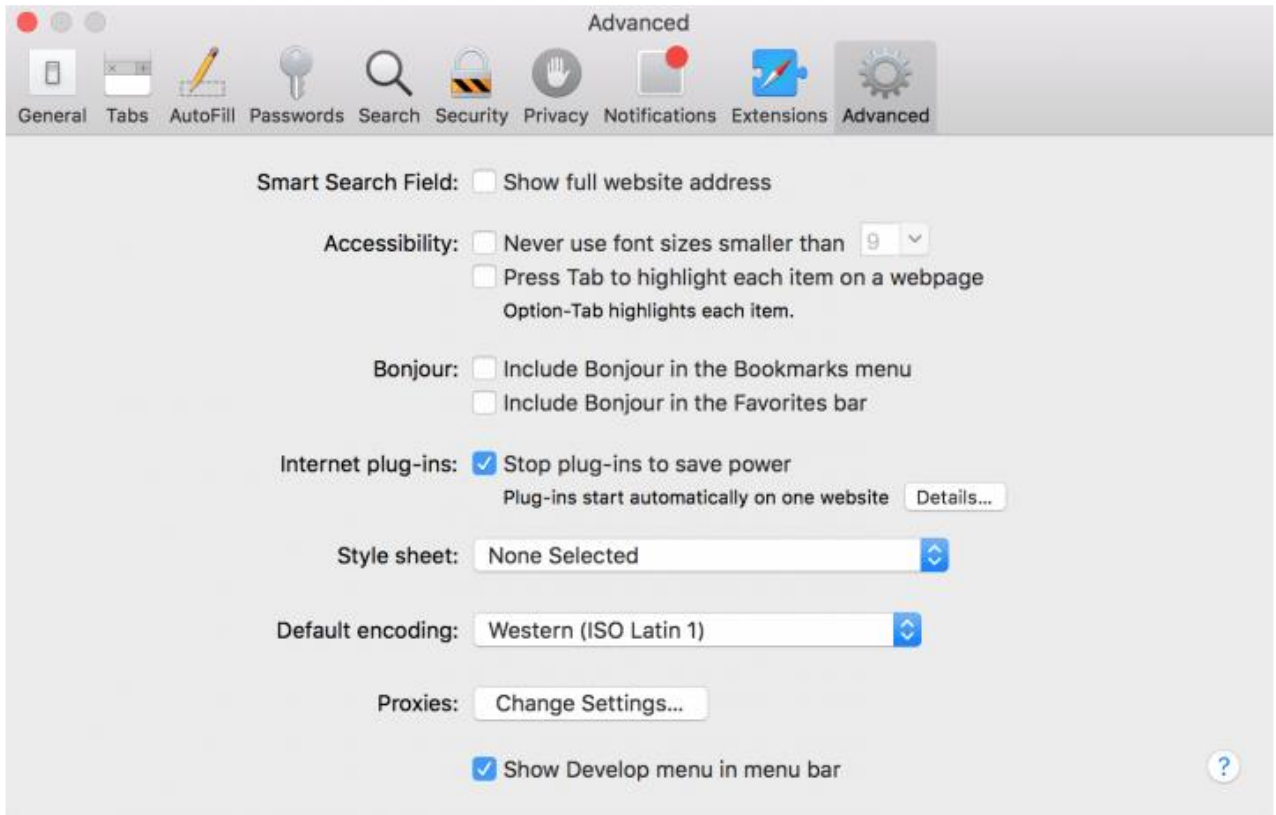 Advanced
General Tabs AutoFill Passwords Search Security Privacy Notifications Extensions Advanced
Smart Search Field: Show full website address
Accessibility: Never use font sizes smaller than 9
Press Tab to highlight each item on a webpage
Option-Tab highlights each item.
Bonjour: Include Bonjour in the Bookmarks menu
Include Bonjour in the Favorites bar
Internet plug-ins: Stop plug-ins to save power
Plug-ins start automatically on one website Details...
Style sheet: None Selected
Default encoding: Western (ISO Latin 1)
Proxies: Change Settings...
Show Develop menu in menu bar ?